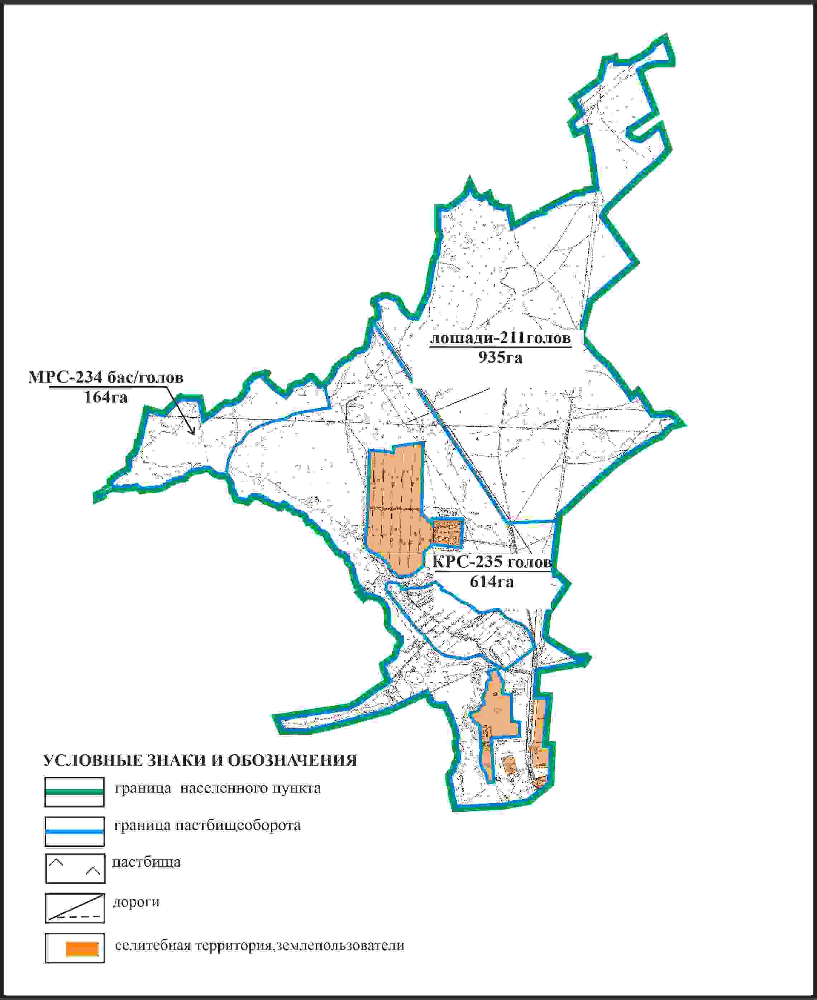 лошади-211голов
935га
МРС-234 бас/голов
164га
КРС-235 голов
614га
УСЛОВНЫЕ ЗНАКИ И ОБОЗНАЧЕНИЯ
граница населенного пункта
граница пастбищеоборота
пастбища
дороги
селитебная территория,землепользователи